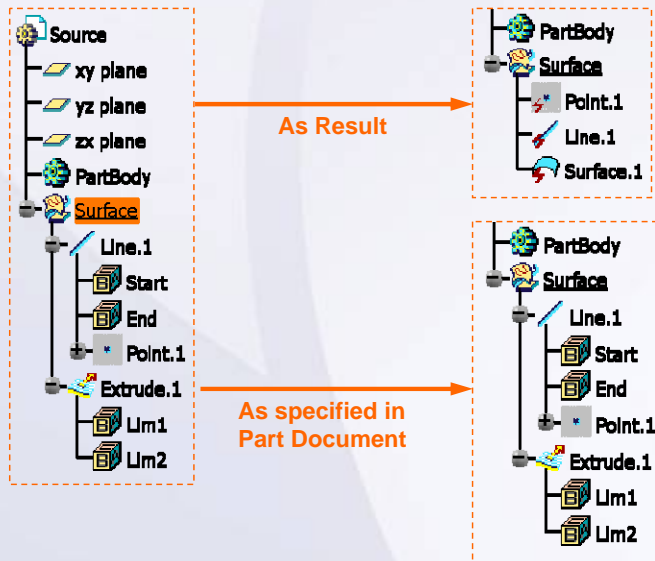 Source
xy plane
yz plane
zx plane
PartBody
Surface
Line.1
Start
End
Point.1
Extrude.1
Lim1
Lim2
As Result
As specified in
Part Document
PartBody
Surface
Point.1
Line.1
Surface.1
PartBody
Surface
Line.1
Start
End
Point.1
Extrude.1
Lim1
Lim2